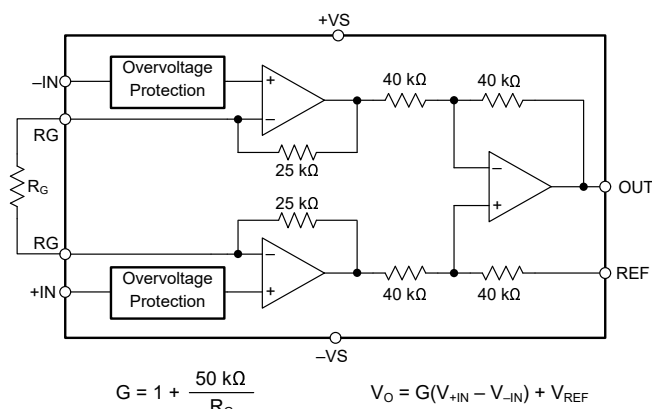 +VS
–IN
Overvoltage
Protection
+
–
40 kΩ
40 kΩ
RG
25 kΩ
RG
–
+
OUT
25 kΩ
RG
–
+
+IN
Overvoltage
Protection
40 kΩ
40 kΩ
REF
–VS
G = 1 + 50 kΩ / RG
VO = G(V+IN – V–IN) + VREF